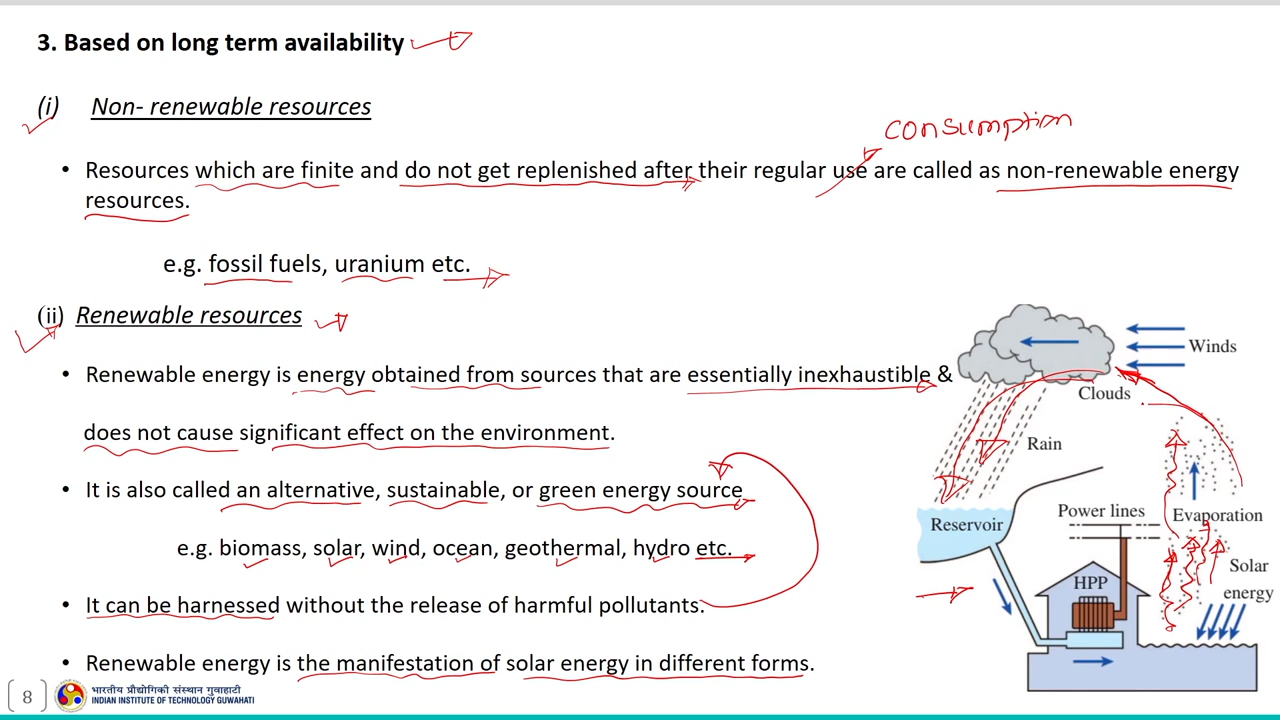 3. Based on long term availability
(i) Non- renewable resources
consumption
• Resources which are finite and do not get replenished after their regular use are called as non-renewable energy
resources.
e.g. fossil fuels, uranium etc.
(ii) Renewable resources
• Renewable energy is energy obtained from sources that are essentially inexhaustible &
does not cause significant effect on the environment.
• It is also called an alternative, sustainable, or green energy source
e.g. biomass, solar, wind, ocean, geothermal, hydro etc.
• It can be harnessed without the release of harmful pollutants.
• Renewable energy is the manifestation of solar energy in different forms.
Winds
Clouds
Rain
Reservoir
Power lines
Evaporation
HPP
Solar
energy
8
भारतीय प्रौद्योगिकी संस्थान गुवाहाटी
INDIAN INSTITUTE OF TECHNOLOGY GUWAHATI